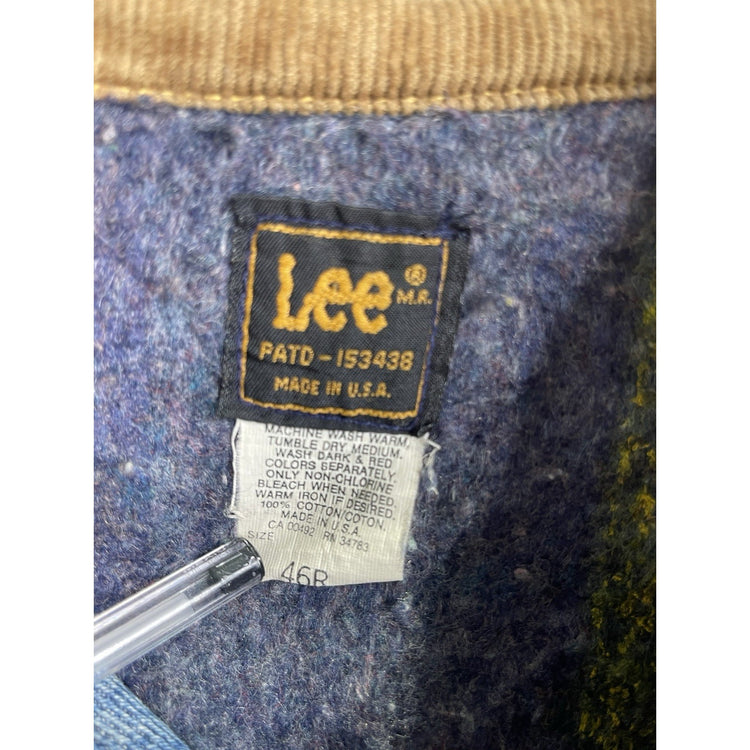 Lee®
M.R.
PATD-153438
MADE IN U.S.A.
MACHINE WASH WARM.
TUMBLE DRY MEDIUM.
WASH DARK & RED
COLORS SEPARATELY.
ONLY NON-CHLORINE
BLEACH WHEN NEEDED.
WARM IRON IF DESIRED.
100% COTTON/COTON.
MADE IN U.S.A.
CA 00492 RN 34783
SIZE
46R